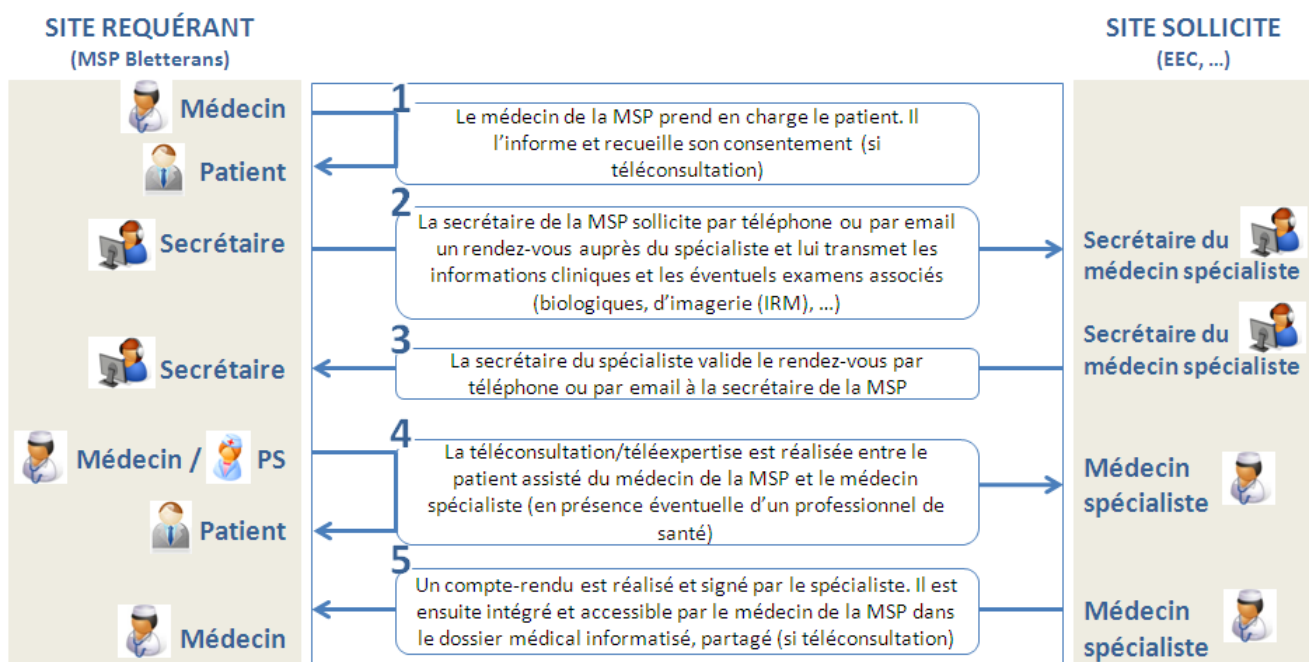 SITE REQUÉRANT
(MSP Bletterans)
SITE SOLLICITE
(EEC, ...)
Médecin
Patient
1
Le médecin de la MSP prend en charge le patient. Il
l'informe et recueille son consentement (si
téléconsultation)
Secrétaire
2
La secrétaire de la MSP sollicite par téléphone ou par email
un rendez-vous auprès du spécialiste et lui transmet les
informations cliniques et les éventuels examens associés
(biologiques, d'imagerie (IRM), ...)
Secrétaire du
médecin spécialiste
Secrétaire
3
La secrétaire du spécialiste valide le rendez-vous par
téléphone ou par email à la secrétaire de la MSP
Secrétaire du
médecin spécialiste
Médecin / PS
Patient
4
La téléconsultation/téléexpertise est réalisée entre le
patient assisté du médecin de la MSP et le médecin
spécialiste (en présence éventuelle d'un professionnel de
santé)
Médecin
spécialiste
Médecin
5
Un compte-rendu est réalisé et signé par le spécialiste. Il est
ensuite intégré et accessible par le médecin de la MSP dans
le dossier médical informatisé, partagé (si téléconsultation)
Médecin
spécialiste